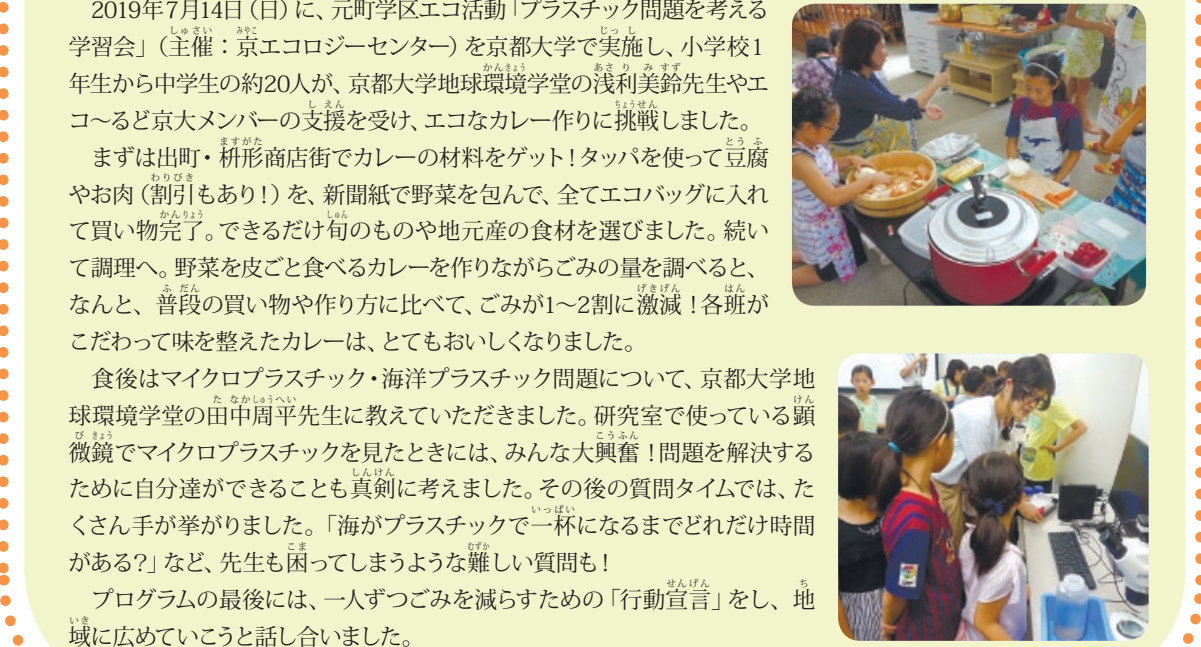 2019年7月14日(日)に、元町学区エコ活動「プラスチック問題を考える
学習会」(主催:京エコロジーセンター)を京都大学で実施し、小学校1
年生から中学生の約20人が、京都大学地球環境学堂の浅利美鈴先生やエ
コ〜るど京大メンバーの支援を受け、エコなカレー作りに挑戦しました。
まずは出町・枡形商店街でカレーの材料をゲット!タッパを使って豆腐
やお肉(割引もあり!)を、新聞紙で野菜を包んで、全てエコバッグに入れ
て買い物完了。できるだけ旬のものや地元産の食材を選びました。続い
て調理へ。野菜を皮ごと食べるカレーを作りながらごみの量を調べると、
なんと、普段の買い物や作り方に比べて、ごみが1〜2割に激減!各班が
こだわって味を整えたカレーは、とてもおいしくなりました。
食後はマイクロプラスチック・海洋プラスチック問題について、京都大学地
球環境学堂の田中周平先生に教えていただきました。研究室で使っている顕
微鏡でマイクロプラスチックを見たときには、みんな大興奮!問題を解決する
ために自分達ができることも真剣に考えました。その後の質問タイムでは、た
くさん手が挙がりました。「海がプラスチックで一杯になるまでどれだけ時間
がある?」など、先生も困ってしまうような難しい質問も!
プログラムの最後には、一人ずつごみを減らすための「行動宣言」をし、地
域に広めていこうと話し合いました。